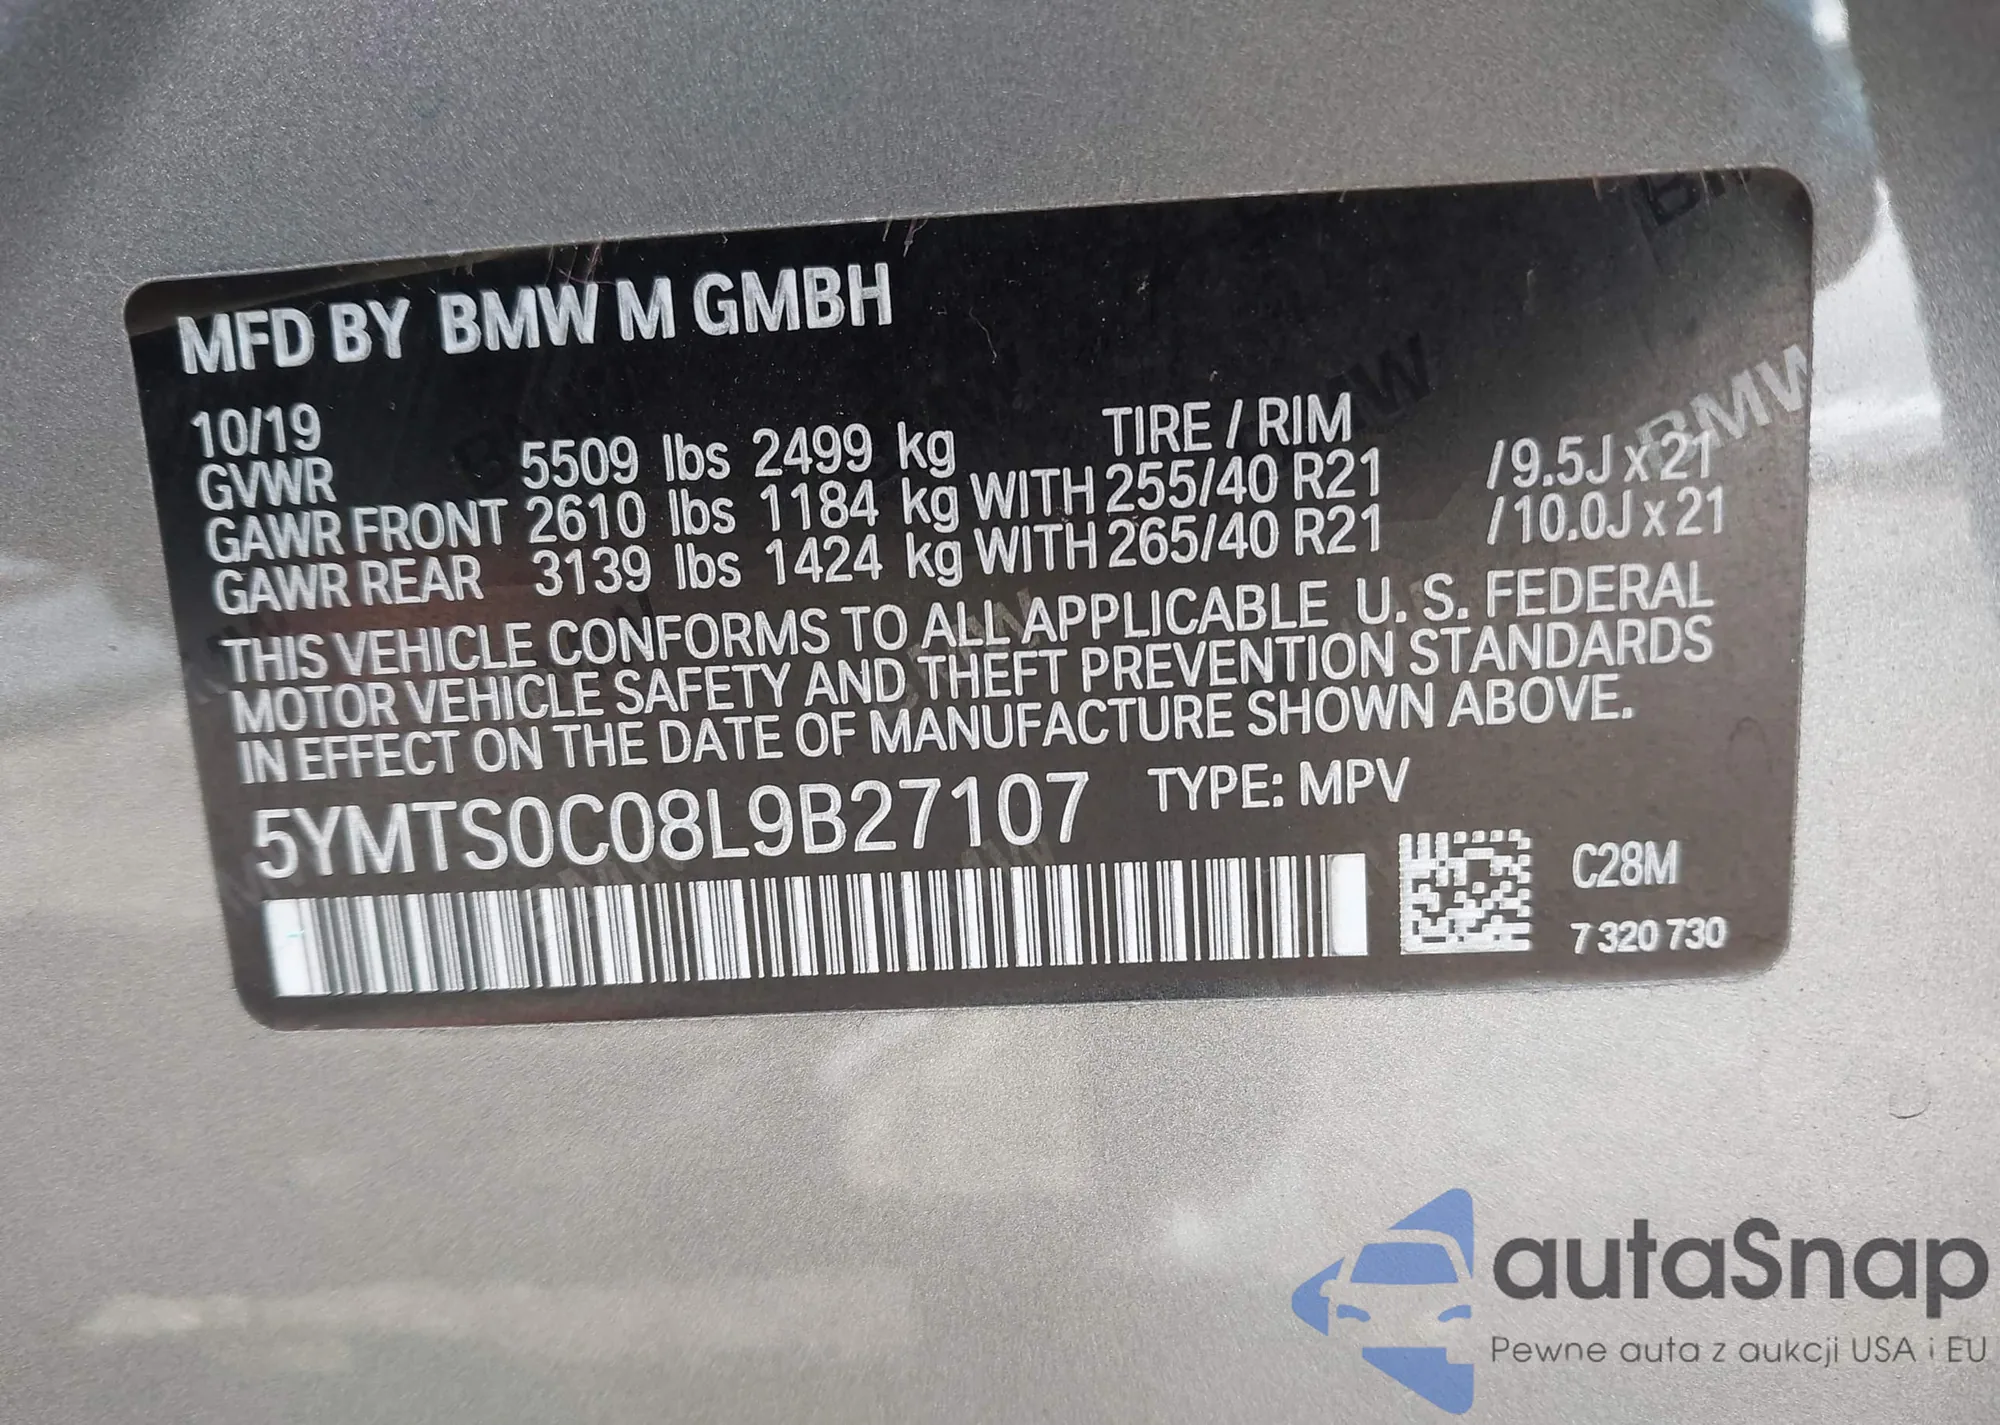 MFD BY BMW M GMBH
10/19
GVWR 5509 lbs 2499 kg TIRE / RIM
GAWR FRONT 2610 lbs 1184 kg WITH 255/40 R21 /9.5J x 21
GAWR REAR 3139 lbs 1424 kg WITH 265/40 R21 /10.0J x 21
THIS VEHICLE CONFORMS TO ALL APPLICABLE U. S. FEDERAL
MOTOR VEHICLE SAFETY AND THEFT PREVENTION STANDARDS
IN EFFECT ON THE DATE OF MANUFACTURE SHOWN ABOVE.
5YMTS0C08L9B27107 TYPE: MPV
C28M
7 320 730
BMW
autaSnap
Pewne auta z aukcji USA i EU